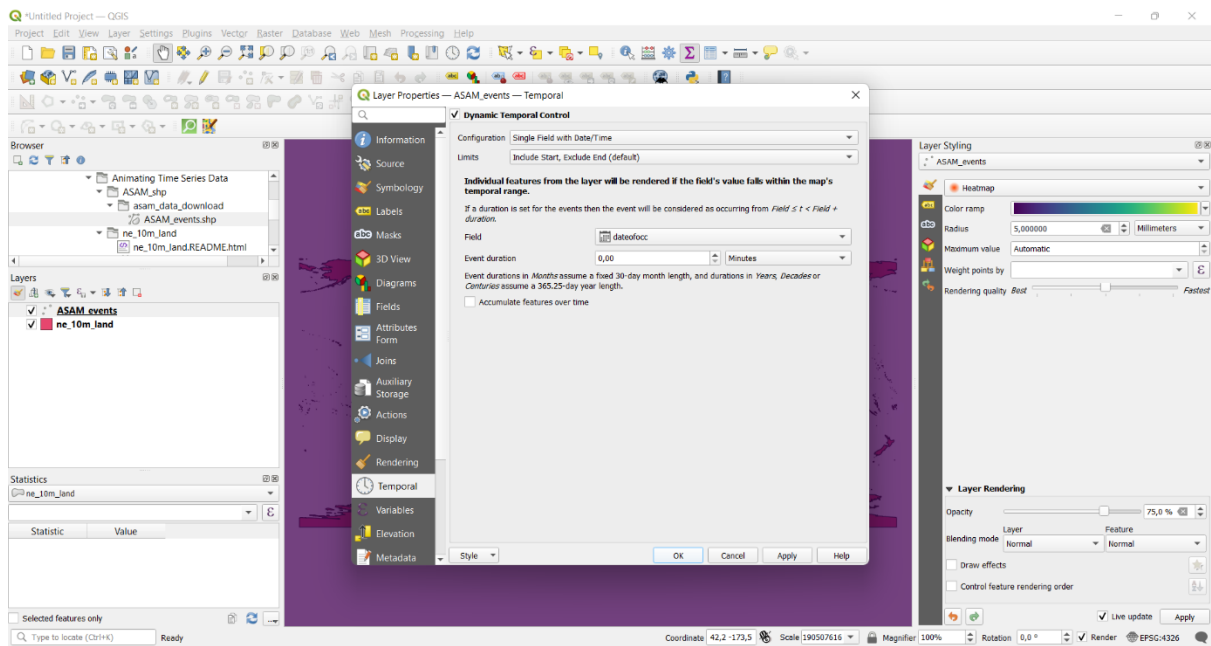 *Untitled Project — QGIS
Project Edit View Layer Settings Plugins Vector Raster Database Web Mesh Processing Help
Browser
Animating Time Series Data
ASAM_shp
asam_data_download
ASAM_events.shp
ne_10m_land
ne_10m_land.README.html
Layers
ASAM events
ne_10m_land
Statistics
ne_10m_land
Statistic Value
Selected features only
Layer Properties — ASAM_events — Temporal
Information
Source
Symbology
abc Labels
abc Masks
3D View
Diagrams
Fields
Attributes
Form
Joins
Auxiliary
Storage
Actions
Display
Rendering
Temporal
Variables
Elevation
Metadata
Dynamic Temporal Control
Configuration Single Field with Date/Time
Limits Include Start, Exclude End (default)
Individual features from the layer will be rendered if the field's value falls within the map's
temporal range.
If a duration is set for the events then the event will be considered as occurring from Field ≤ t < Field +
duration.
Field dateofocc
Event duration 0,00 Minutes
Event durations in Months assume a fixed 30-day month length, and durations in Years, Decades or
Centuries assume a 365.25-day year length.
Accumulate features over time
Style OK Cancel Apply Help
Layer Styling
ASAM_events
Heatmap
Color ramp
Radius 5,000000 Millimeters
Maximum value Automatic
Weight points by ε
Rendering quality Best Fastest
Layer Rendering
Opacity 75,0 %
Layer Feature
Blending mode Normal Normal
Draw effects
Control feature rendering order
Live update Apply
Type to locate (Ctrl+K) Ready Coordinate 42,2 -173,5 Scale 190507616 Magnifier 100% Rotation 0,0 ° Render EPSG:4326